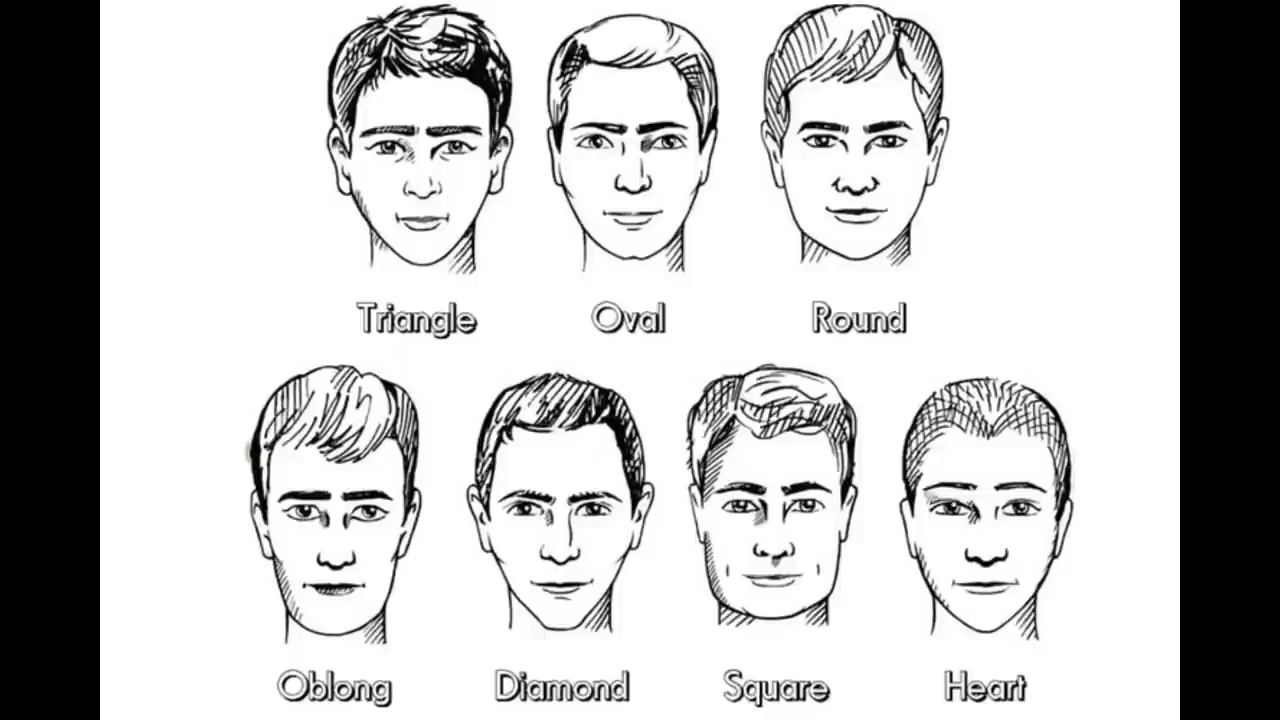 Triangle
Oval
Round
Oblong
Diamond
Square
Heart